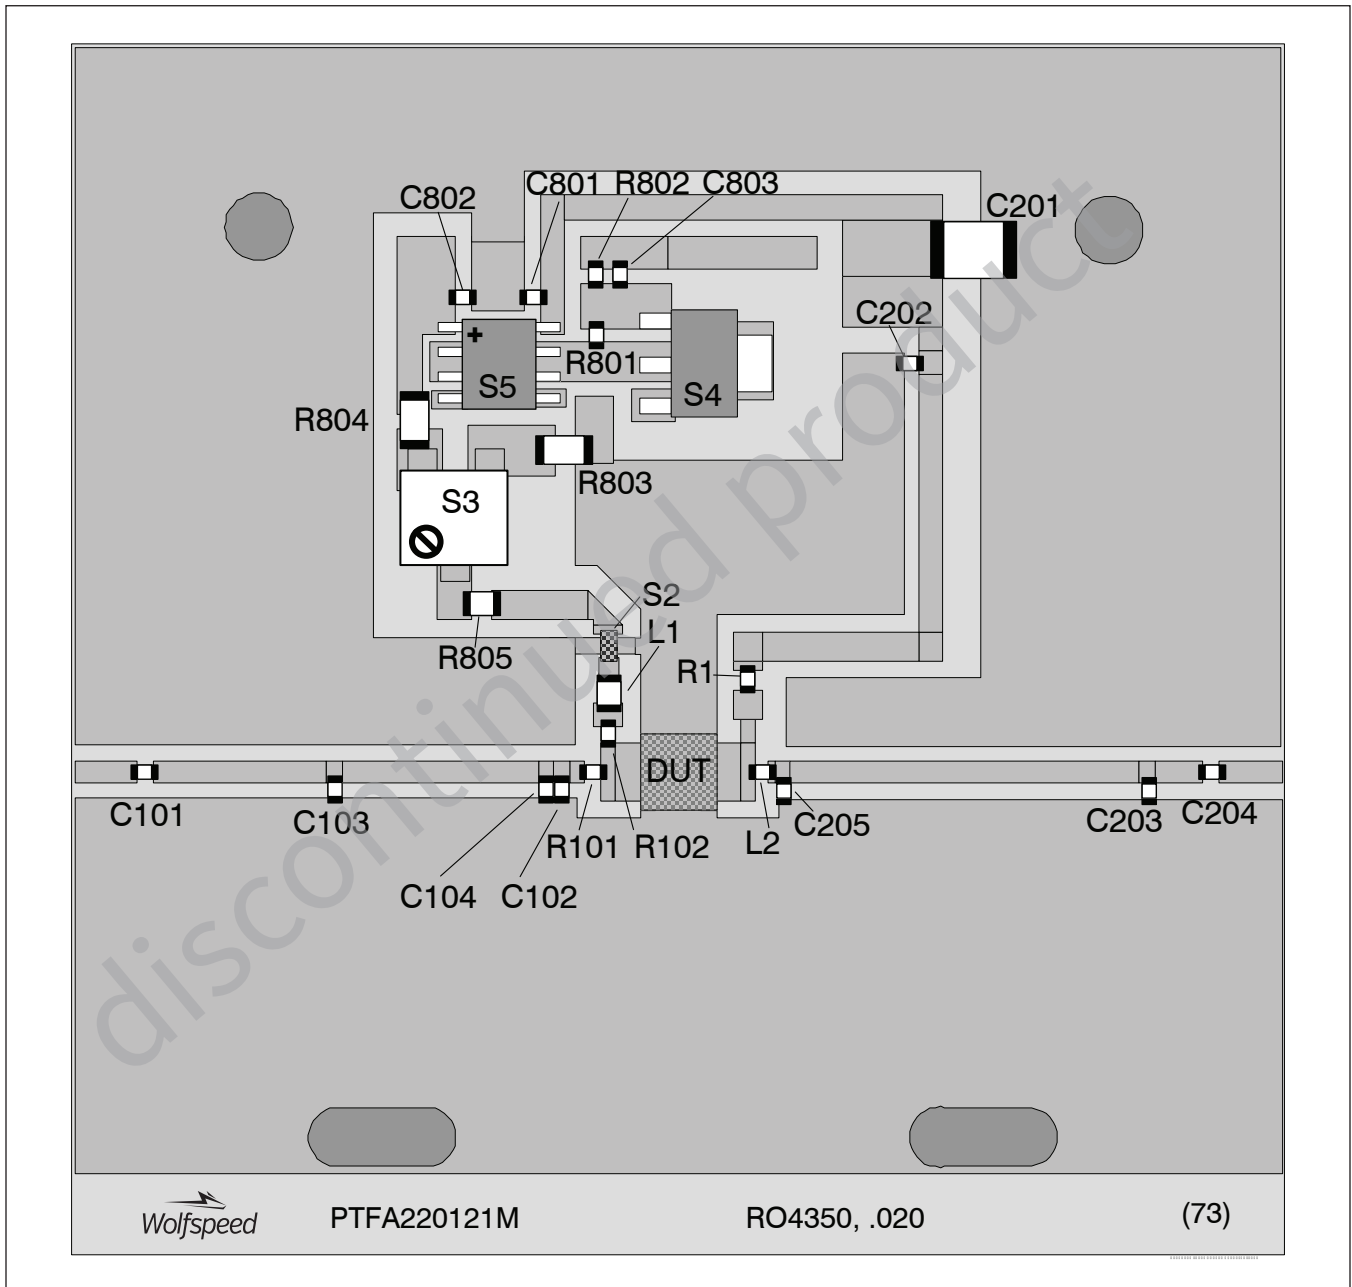 C802
C801 R802 C803
C201
C202
R801
S5
S4
R804
R803
S3
S2
L1
R805
R1
DUT
C101
C103
R101 R102
L2
C205
C203
C204
C104
C102
discontinued product
Wolfspeed
PTFA220121M
RO4350, .020
(73)